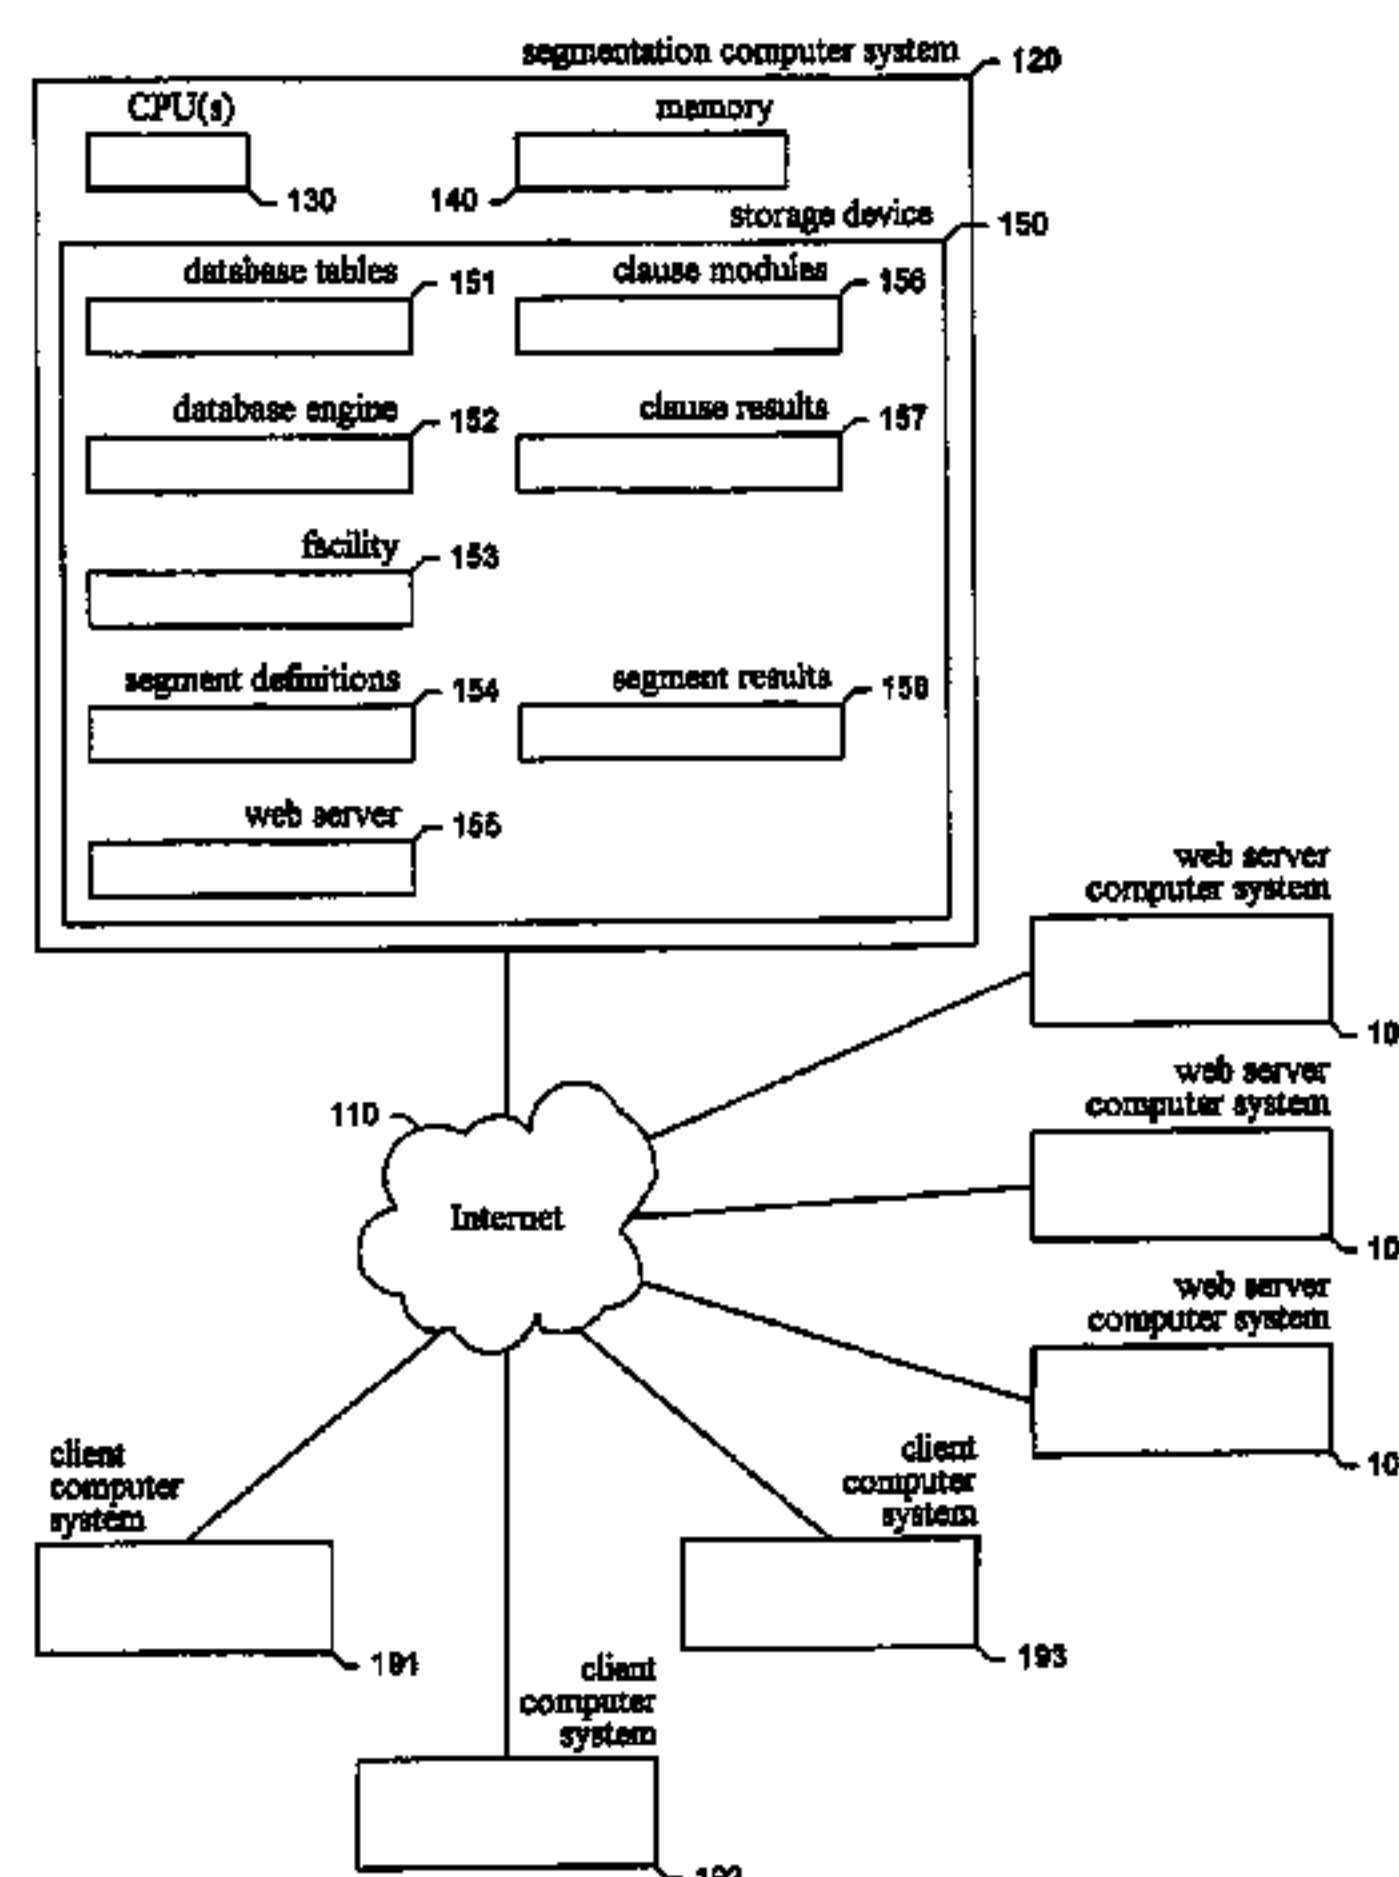 segmentation computer system
120
CPU(s)
memory
130
140
storage device
150
database tables
151
clause modules
156
database engine
152
clause results
157
facility
153
segment definitions
154
segment results
158
web server
155
web server
computer system
10
web server
computer system
10
web server
computer system
10
110
Internet
client
computer
system
191
client
computer
system
193
client
computer
system